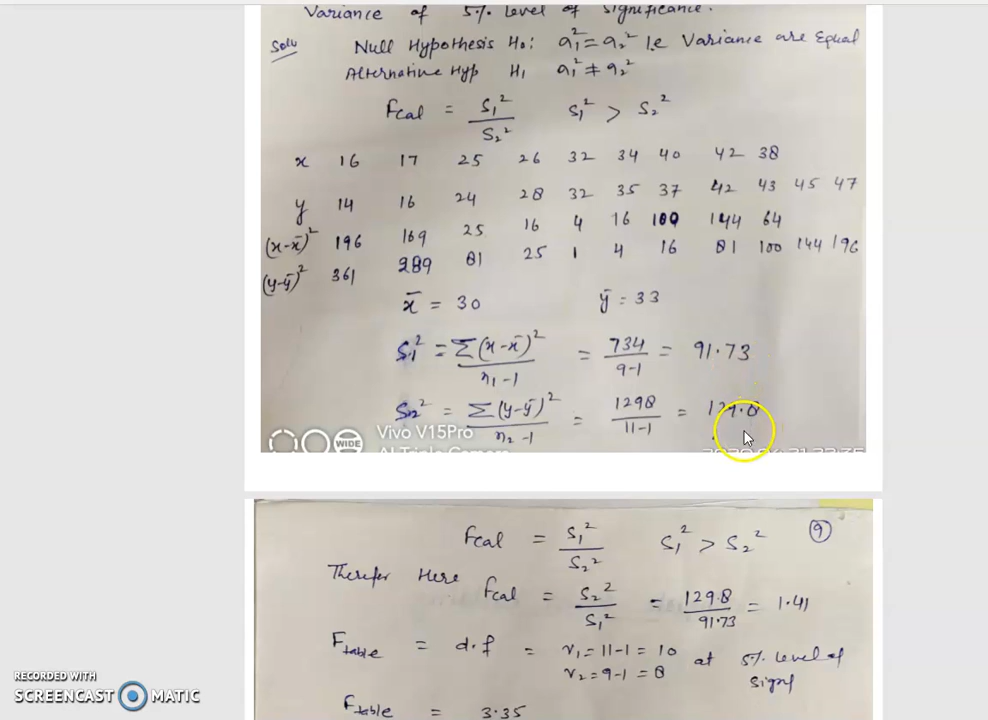 Variance of 5% Level of Significance.
Solu Null Hypothesis H₀: σ₁² = σ₂² i.e Variance are Equal
Alternative Hyp H₁ σ₁² ≠ σ₂²
Fcal = S₁² / S₂² S₁² > S₂²
x 16 17 25 26 32 34 40 42 38
y 14 16 24 28 32 35 37 42 43 45 47
(x-x̄)² 196 169 25 16 4 16 100 144 64
(y-ȳ)² 361 289 81 25 1 4 16 81 100 144 196
x̄ = 30 ȳ = 33
S₁² = Σ(x-x̄)² / n₁-1 = 734 / 9-1 = 91.73
S₂² = Σ(y-ȳ)² / n₂-1 = 1298 / 11-1 = 129.8
WIDE Vivo V15Pro
AI Triple Camera
Fcal = S₁² / S₂² S₁² > S₂² 9
Therefer Here Fcal = S₂² / S₁² = 129.8 / 91.73 = 1.41
Ftable = d.f = v₁ = 11-1 = 10 at 5% Level of
v₂ = 9-1 = 8 Signf
Ftable = 3.35
RECORDED WITH
SCREENCAST MATIC